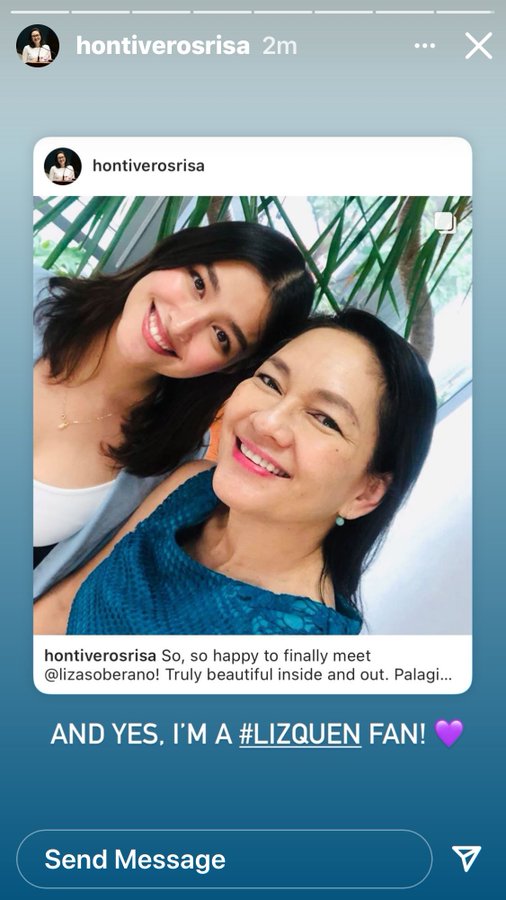 hontiverosrisa 2m
hontiverosrisa
hontiverosrisa So, so happy to finally meet
@lizasoberano! Truly beautiful inside and out. Palagi...
AND YES, I'M A #LIZQUEN FAN! 💜
Send Message